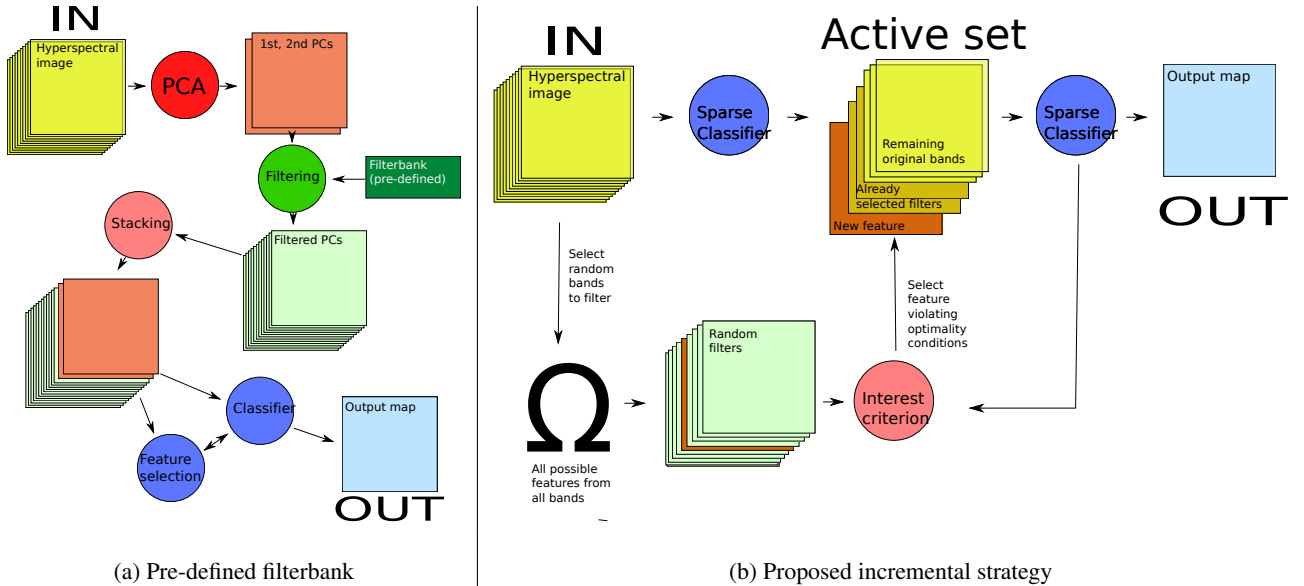 IN
Hyperspectral
image
PCA
1st, 2nd PCs
Filtering
Filterbank
(pre-defined)
Stacking
Filtered PCs
Classifier
Feature
selection
Output map
OUT
(a) Pre-defined filterbank
IN
Hyperspectral
image
Sparse
Classifier
Active set
Remaining
original bands
Already
selected filters
New feature
Sparse
Classifier
Output map
OUT
Select
random
bands
to filter
Ω
All possible
features from
all bands
Random
filters
Interest
criterion
Select
feature
violating
optimality
conditions
(b) Proposed incremental strategy